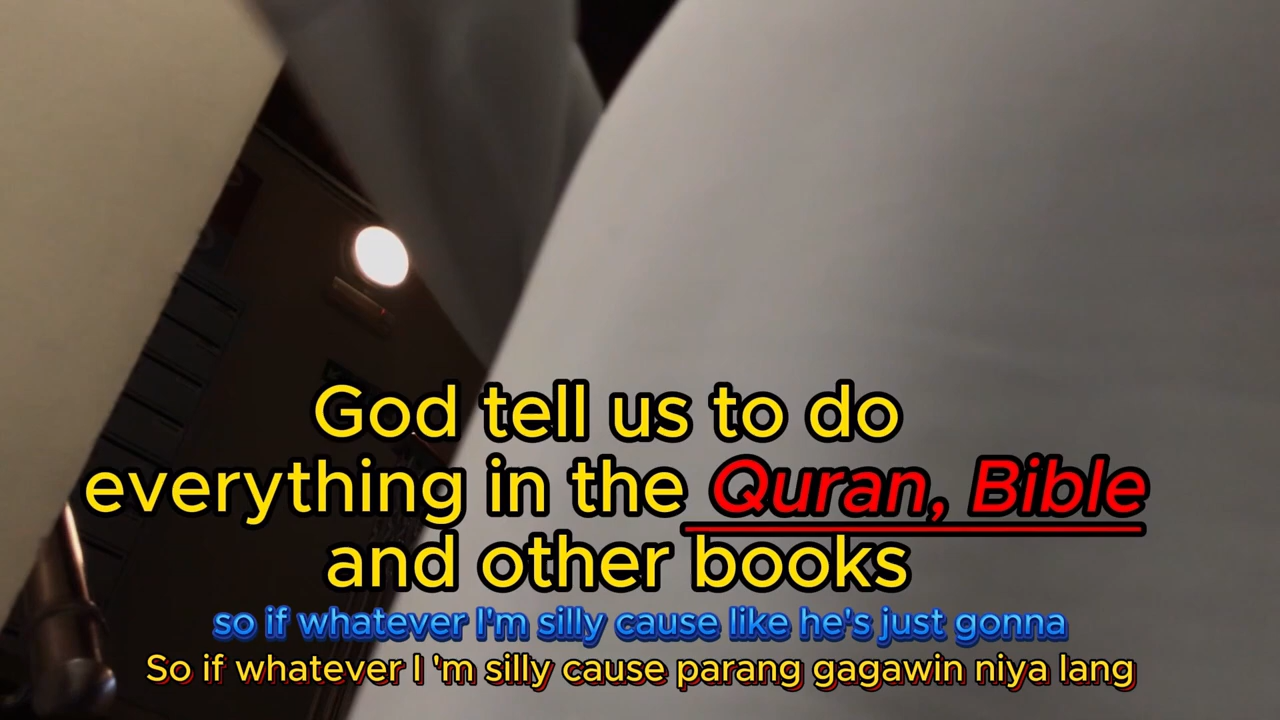 God tell us to do
everything in the Quran, Bible
and other books
so if whatever I'm silly cause like he's just gonna
So if whatever I 'm silly cause parang gagawin niya lang